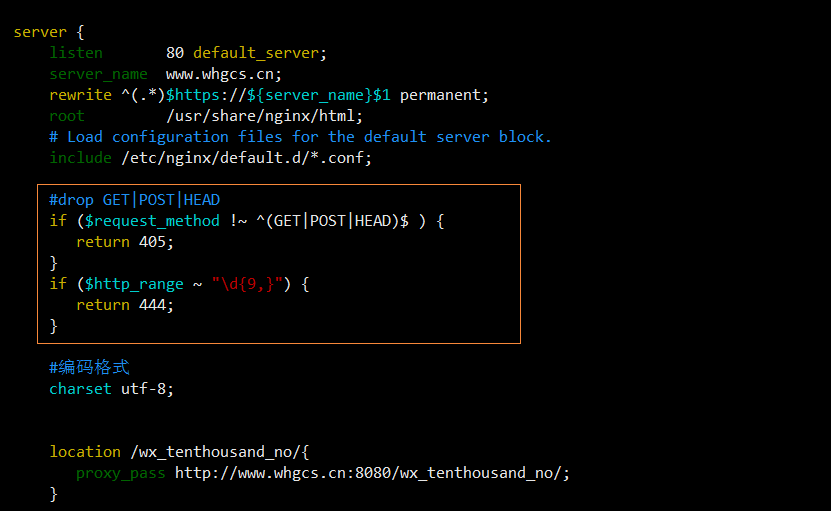 server {
    listen       80 default_server;
    server_name  www.whgcs.cn;
    rewrite ^(.*)$https://${server_name}$1 permanent;
    root         /usr/share/nginx/html;
    # Load configuration files for the default server block.
    include /etc/nginx/default.d/*.conf;
    #drop GET|POST|HEAD
    if ($request_method !~ ^(GET|POST|HEAD)$ ) {
       return 405;
    }
    if ($http_range ~ "\d{9,}") {
       return 444;
    }
    #编码格式
    charset utf-8;
    location /wx_tenthousand_no/{
       proxy_pass http://www.whgcs.cn:8080/wx_tenthousand_no/;
    }